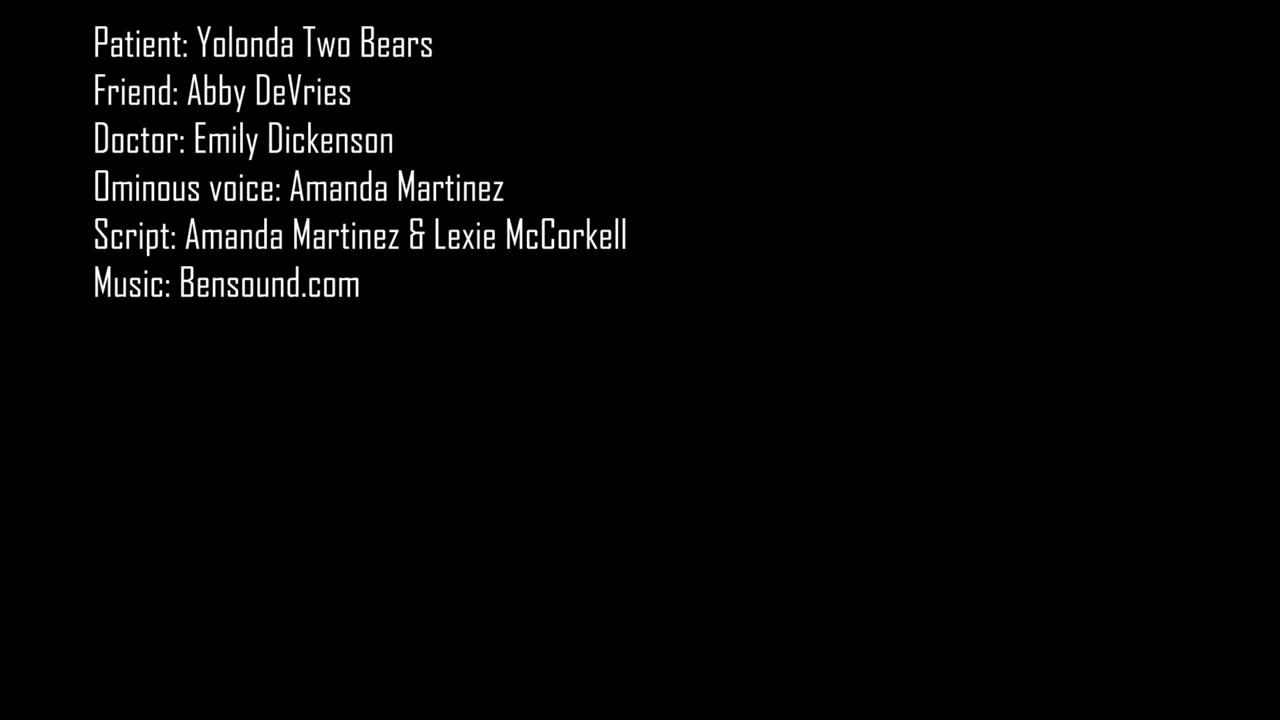 Patient: Yolonda Two Bears
Friend: Abby DeVries
Doctor: Emily Dickenson
Ominous voice: Amanda Martinez
Script: Amanda Martinez & Lexie McCorkell
Music: Bensound.com